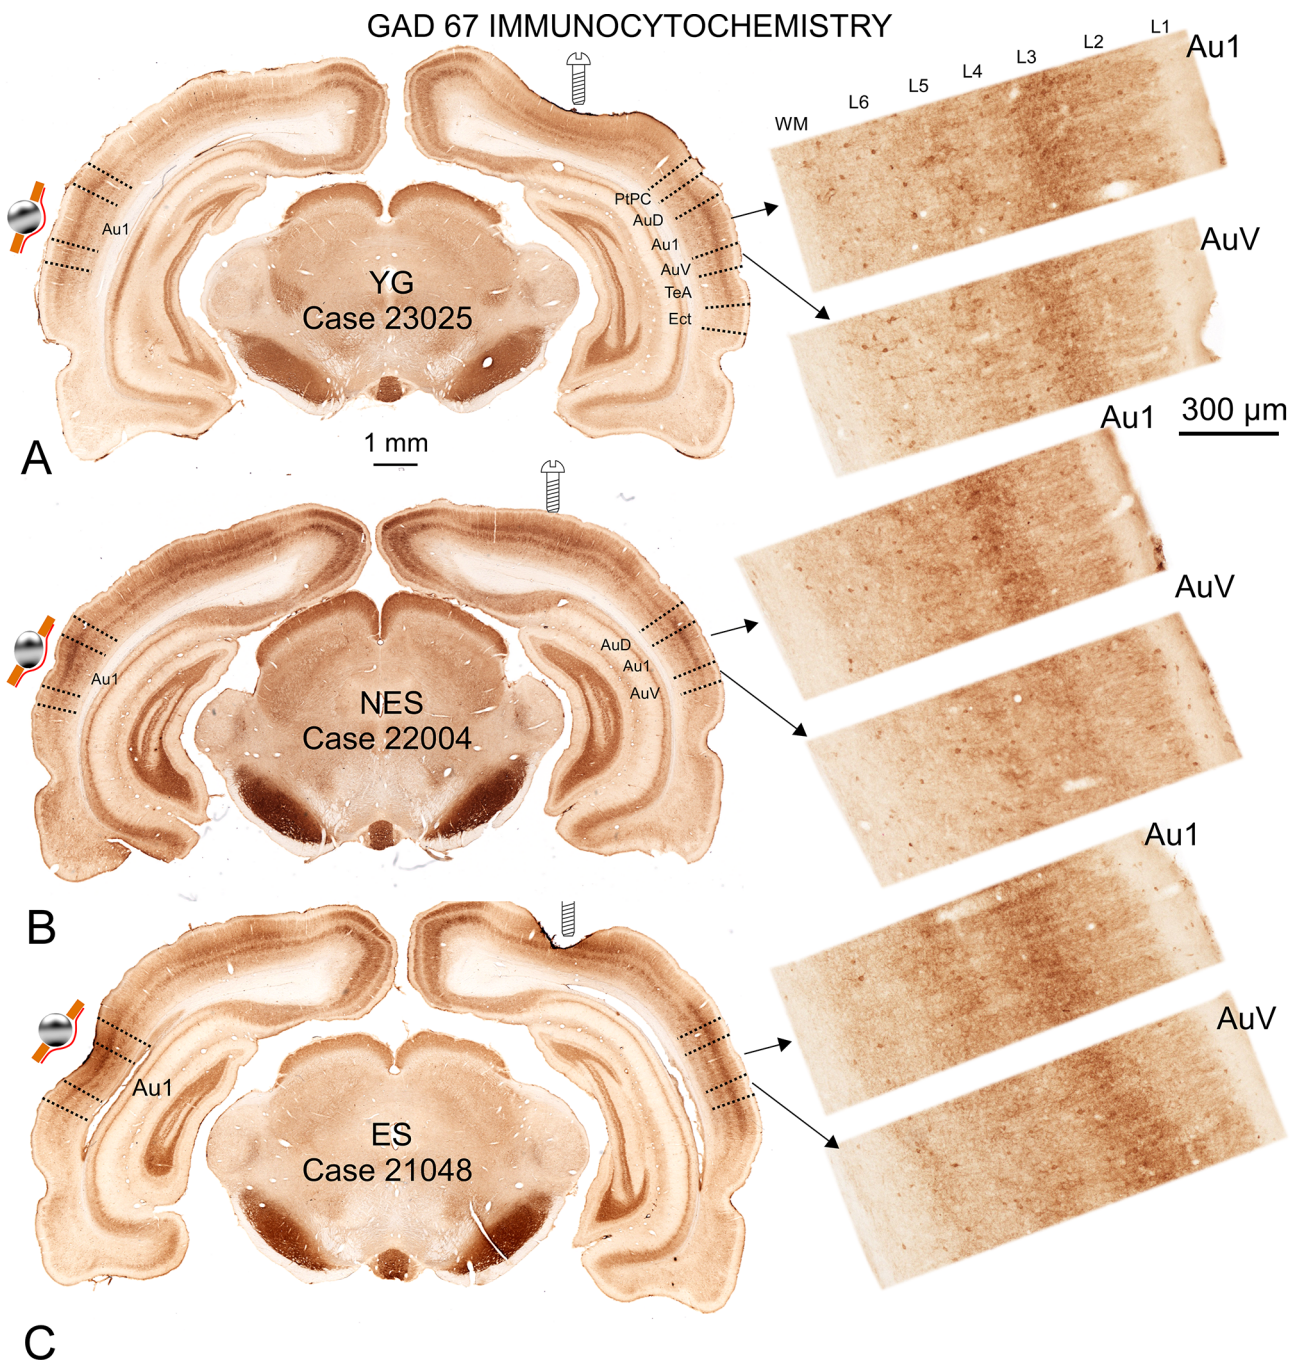 GAD 67 IMMUNOCYTOCHEMISTRY
L1
L2
L3
L4
L5
L6
WM
Au1
PtPC
AuD
Au1
AuV
TeA
Ect
Au1
YG
Case 23025
AuV
A
1 mm
300 µm
Au1
AuD
Au1
AuV
Au1
NES
Case 22004
AuV
B
Au1
Au1
ES
Case 21048
AuV
C